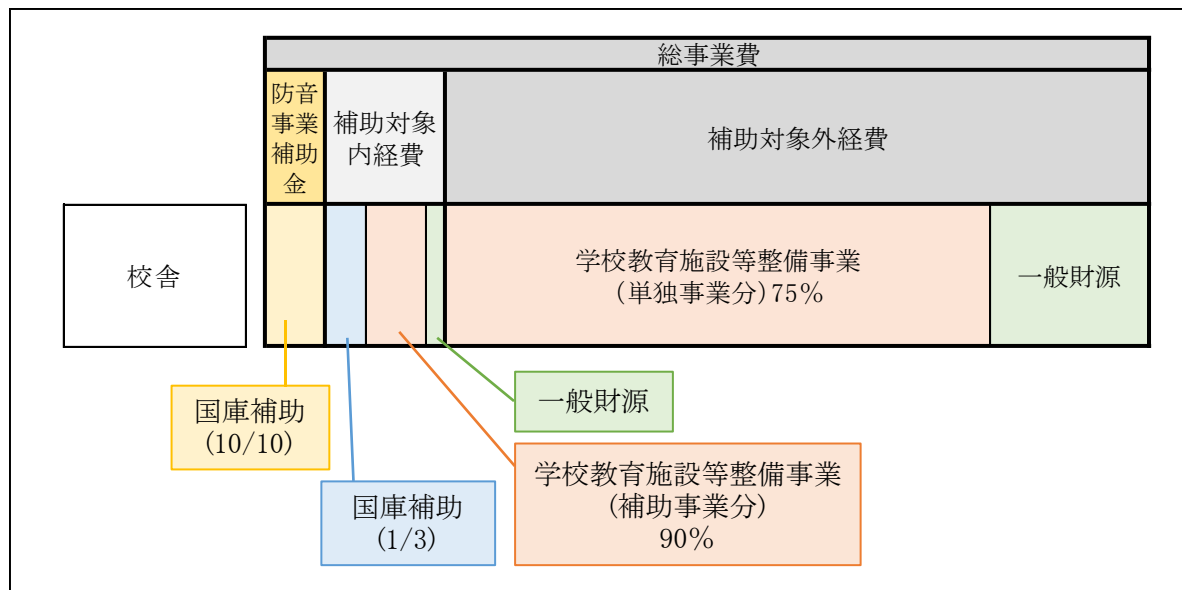 総事業費
防音
事業
補助
金
補助対象
内経費
補助対象外経費
校舎
学校教育施設等整備事業
(単独事業分)75%
一般財源
国庫補助
(10/10)
一般財源
国庫補助
(1/3)
学校教育施設等整備事業
(補助事業分)
90%